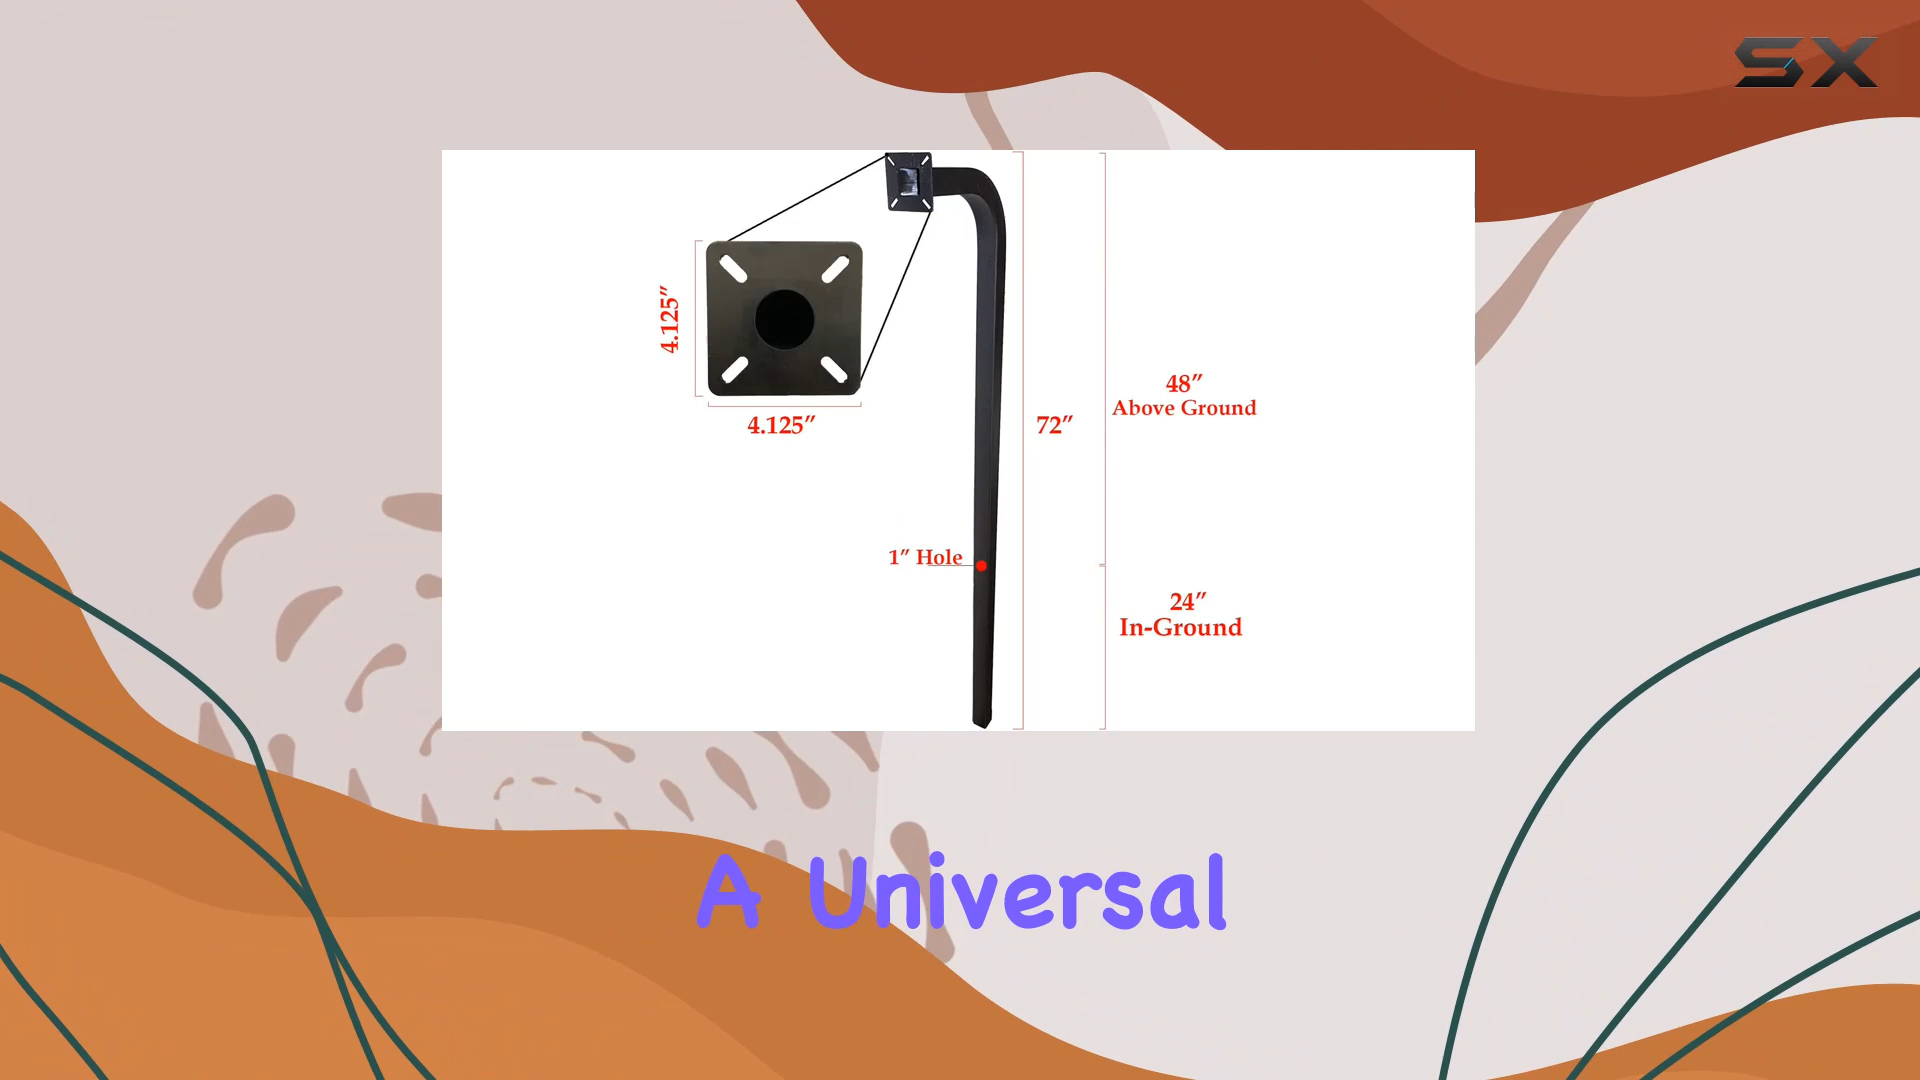 SX
4.125″
4.125″
72″
48″
Above Ground
1″ Hole
24″
In-Ground
A Universal